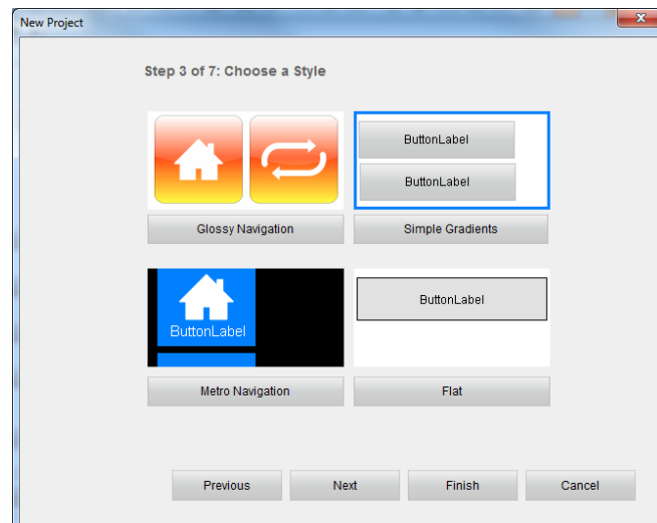 New Project
Step 3 of 7: Choose a Style
ButtonLabel
ButtonLabel
Glossy Navigation
Simple Gradients
ButtonLabel
ButtonLabel
Metro Navigation
Flat
Previous
Next
Finish
Cancel